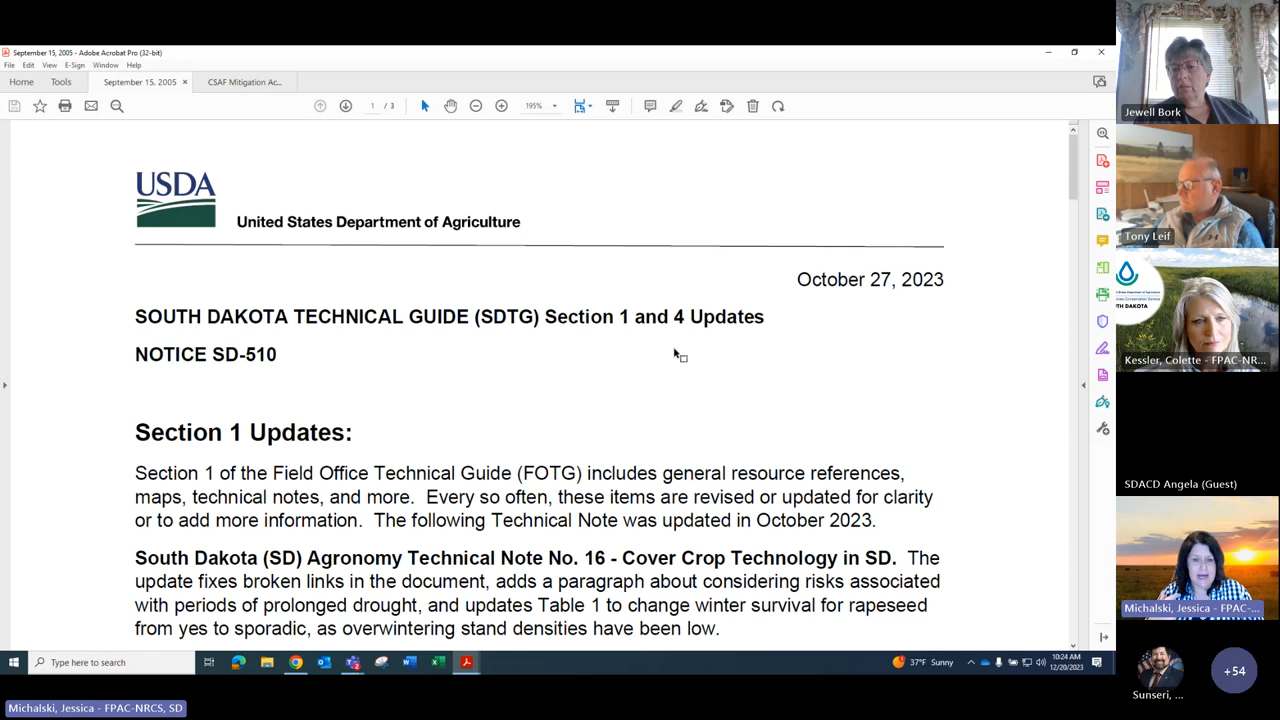 September 15, 2005 - Adobe Acrobat Pro (32-bit)
File Edit View E-Sign Window Help
Home Tools September 15, 2005 × CSAF Mitigation Ac...
1 / 3 195%
USDA
United States Department of Agriculture
October 27, 2023
SOUTH DAKOTA TECHNICAL GUIDE (SDTG) Section 1 and 4 Updates
NOTICE SD-510
Section 1 Updates:
Section 1 of the Field Office Technical Guide (FOTG) includes general resource references,
maps, technical notes, and more. Every so often, these items are revised or updated for clarity
or to add more information. The following Technical Note was updated in October 2023.
South Dakota (SD) Agronomy Technical Note No. 16 - Cover Crop Technology in SD. The
update fixes broken links in the document, adds a paragraph about considering risks associated
with periods of prolonged drought, and updates Table 1 to change winter survival for rapeseed
from yes to sporadic, as overwintering stand densities have been low.
Type here to search
37°F Sunny
10:24 AM
12/20/2023
Michalski, Jessica - FPAC-NRCS, SD
Jewell Bork
Tony Leif
SOUTH DAKOTA
Kessler, Colette - FPAC-NR...
SDACD Angela (Guest)
Michalski, Jessica - FPAC-...
Sunseri, ...
+54